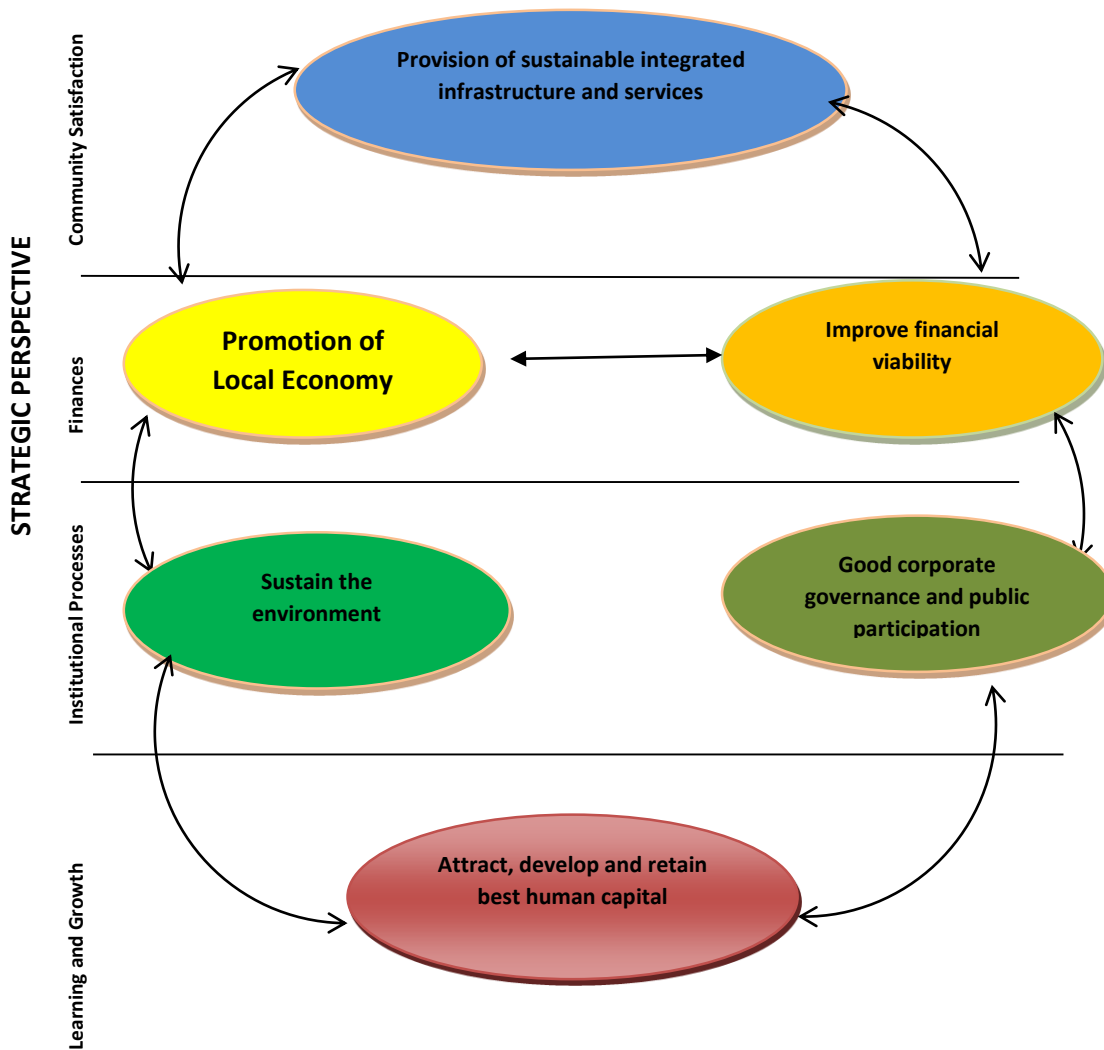 STRATEGIC PERSPECTIVE
Community Satisfaction
Provision of sustainable integrated
infrastructure and services
Finances
Promotion of
Local Economy
Improve financial
viability
Institutional Processes
Sustain the
environment
Good corporate
governance and public
participation
Learning and Growth
Attract, develop and retain
best human capital